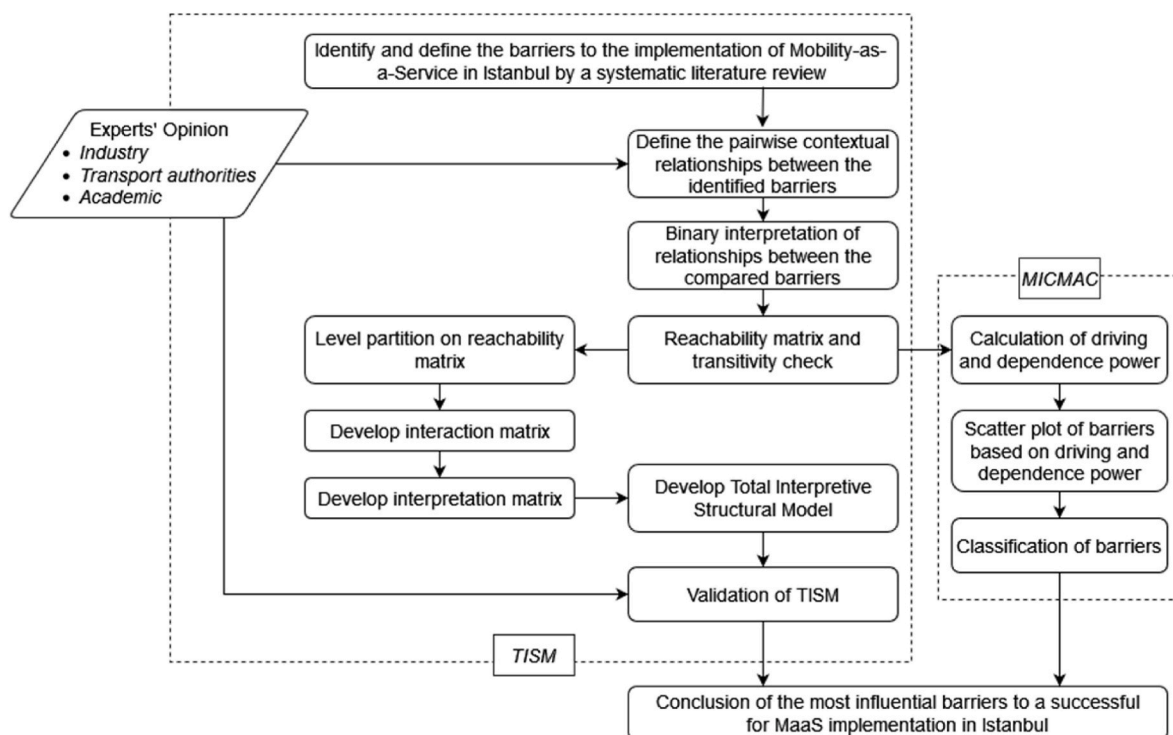 Identify and define the barriers to the implementation of Mobility-as-
a-Service in Istanbul by a systematic literature review
Experts' Opinion
• Industry
• Transport authorities
• Academic
Define the pairwise contextual
relationships between the
identified barriers
Binary interpretation of
relationships between the
compared barriers
MICMAC
Level partition on reachability
matrix
Reachability matrix and
transitivity check
Calculation of driving
and dependence power
Develop interaction matrix
Scatter plot of barriers
based on driving and
dependence power
Develop interpretation matrix
Develop Total Interpretive
Structural Model
Classification of barriers
Validation of TISM
TISM
Conclusion of the most influential barriers to a successful
for MaaS implementation in Istanbul